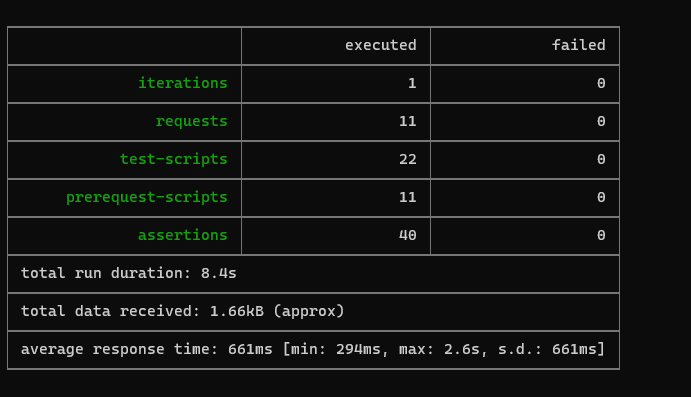 executed failed
iterations 1 0
requests 11 0
test-scripts 22 0
prerequest-scripts 11 0
assertions 40 0
total run duration: 8.4s
total data received: 1.66kB (approx)
average response time: 661ms [min: 294ms, max: 2.6s, s.d.: 661ms]